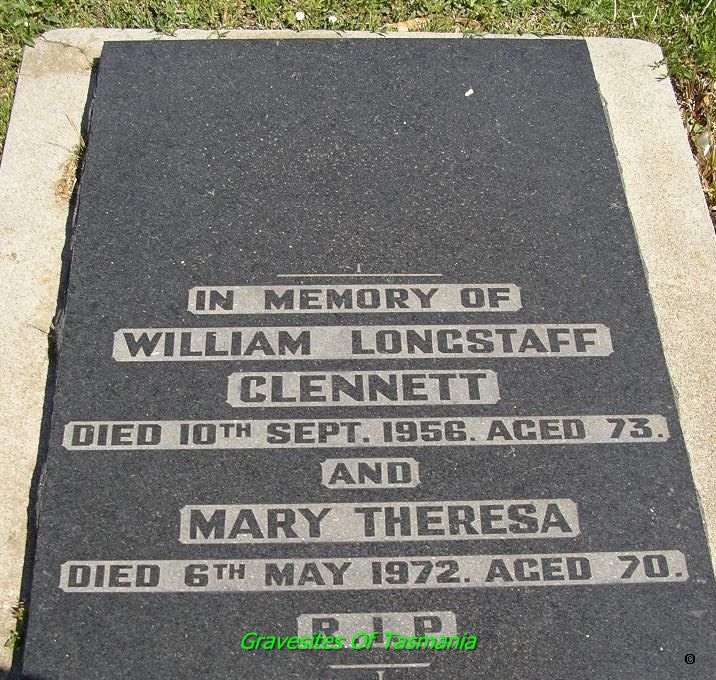 IN MEMORY OF
WILLIAM LONGSTAFF
CLENNETT
DIED 10TH SEPT. 1956. AGED 73.
AND
MARY THERESA
DIED 6TH MAY 1972. AGED 70.
R.I.P
Gravesites Of Tasmania
©